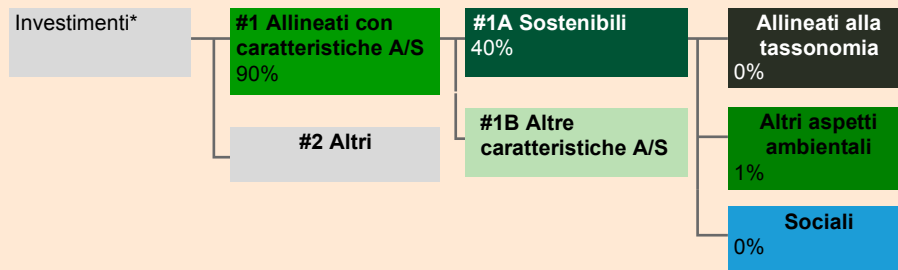 Investimenti*
#1 Allineati con
caratteristiche A/S
90%
#2 Altri
#1A Sostenibili
40%
#1B Altre
caratteristiche A/S
Allineati alla
tassonomia
0%
Altri aspetti
ambientali
1%
Sociali
0%